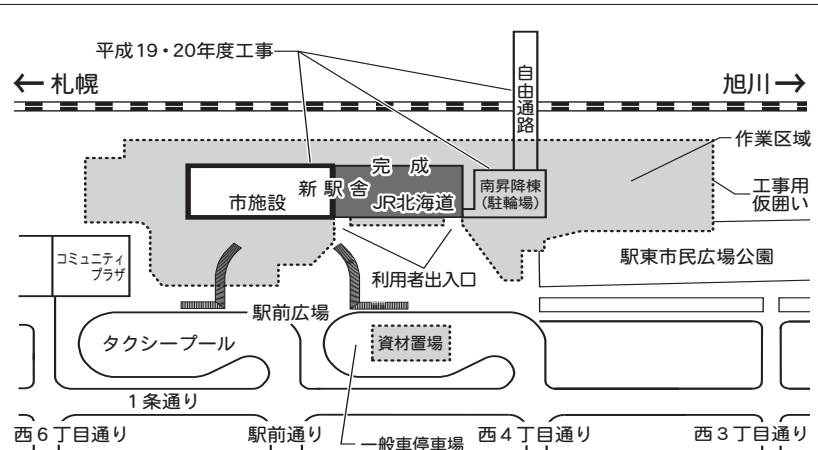 平成19・20年度工事
← 札幌
旭川 →
自由通路
作業区域
完成
新駅舎
市施設
JR北海道
南昇降棟
(駐輪場)
工事用
仮囲い
コミュニティ
プラザ
利用者出入口
駅東市民広場公園
駅前広場
タクシープール
資材置場
1条通り
西6丁目通り
駅前通り
一般車停車場
西4丁目通り
西3丁目通り